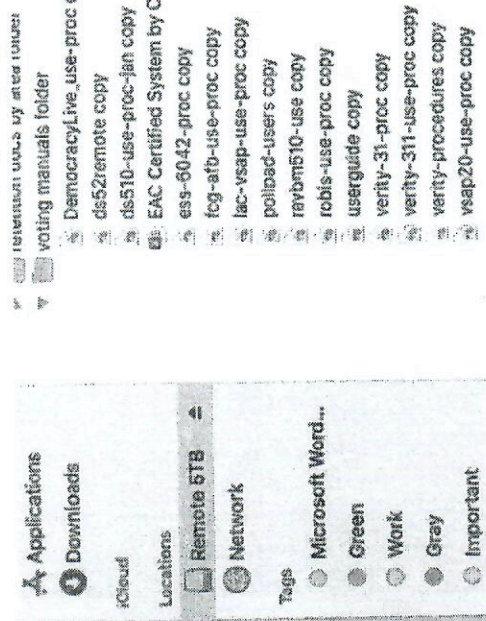 Applications
Downloads
iCloud
Locations
Remote 5TB
Network
Tags
Microsoft Word...
Green
Work
Gray
Important
voting manuals folder
DemocracyLive_use-proc
ds52remote copy
ds510-use-proc-jan copy
EAC Certified System by C
ess-6042-proc copy
fcg-afb-use-proc copy
lac-vsap-use-proc copy
pollpad-users copy
revbm510-use copy
robis-use-proc copy
userguide copy
verity-31-proc copy
verity-311-use-proc copy
verity-procedures copy
vsap20-use-proc copy